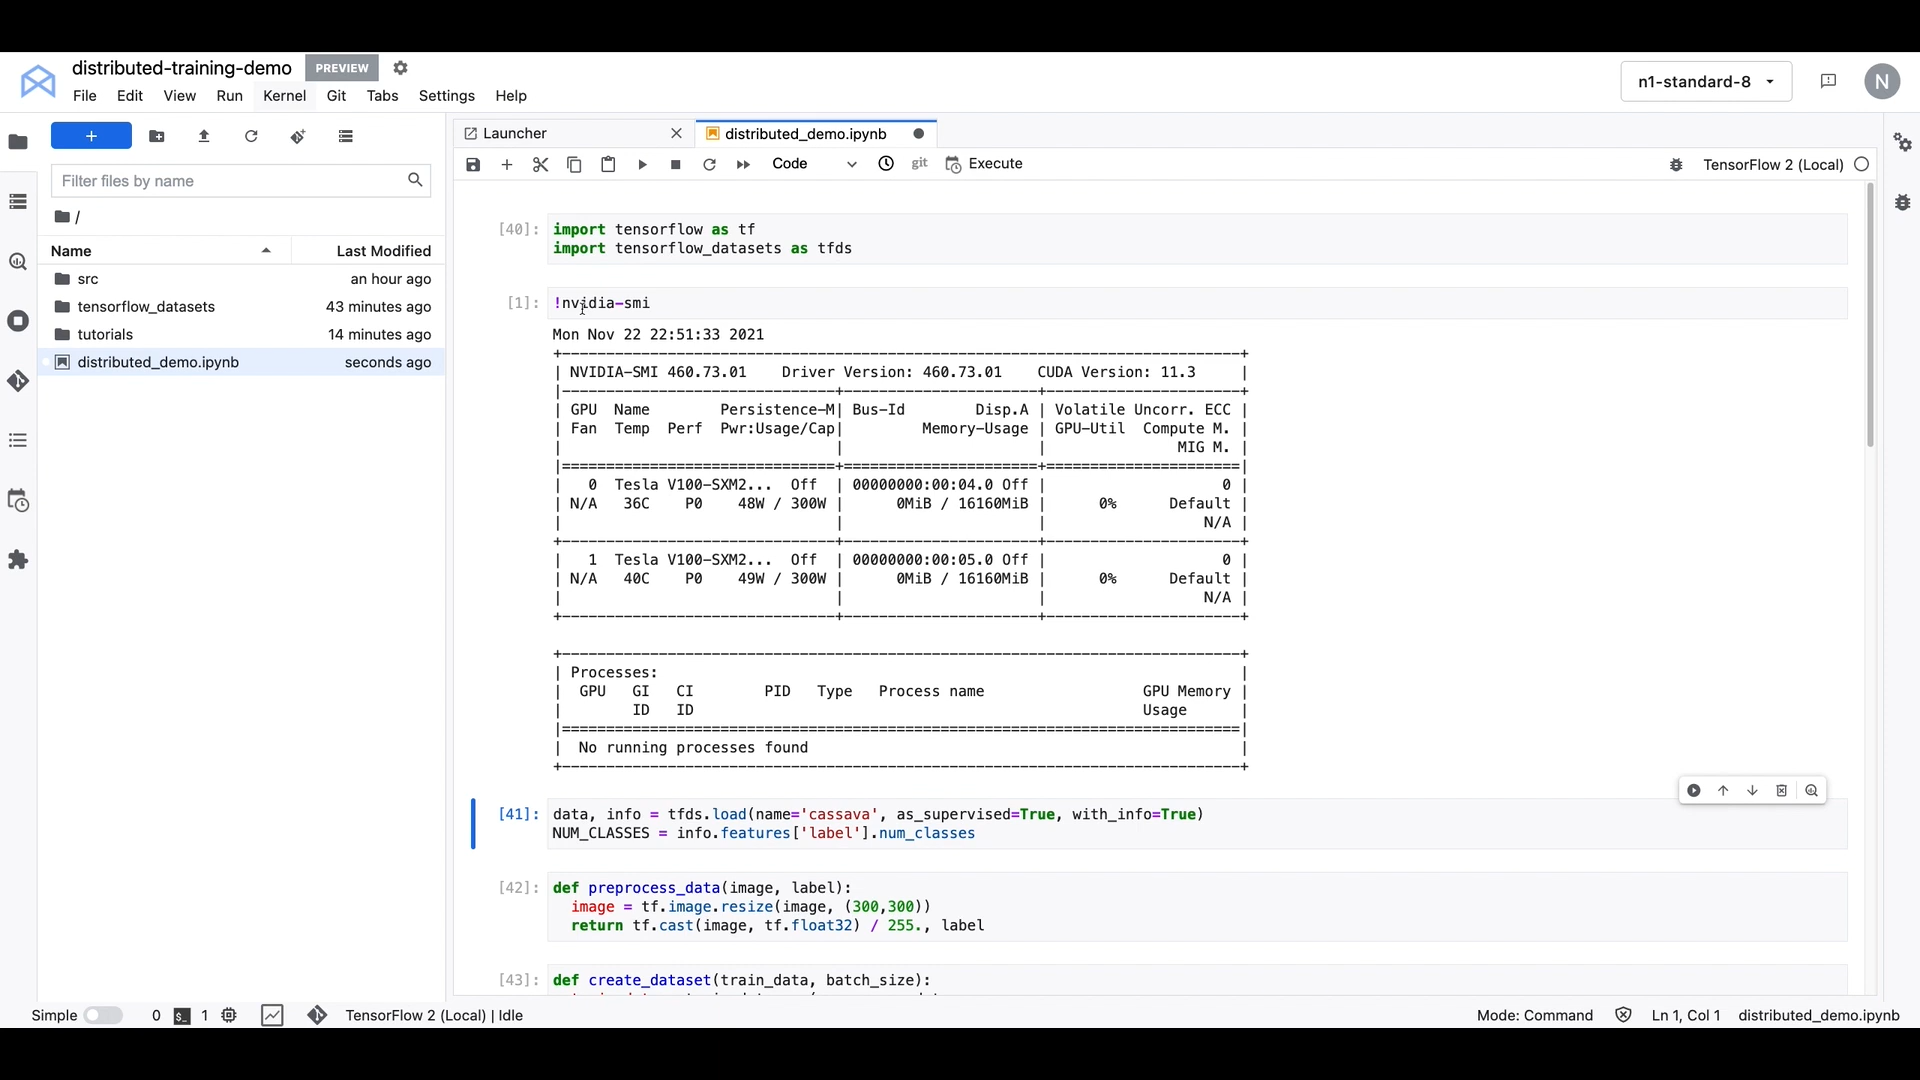 distributed-training-demo PREVIEW
n1-standard-8
N
File Edit View Run Kernel Git Tabs Settings Help
+
Filter files by name
/
Name Last Modified
src an hour ago
tensorflow_datasets 43 minutes ago
tutorials 14 minutes ago
distributed_demo.ipynb seconds ago
Launcher
distributed_demo.ipynb
Code git Execute TensorFlow 2 (Local)
[40]: import tensorflow as tf
import tensorflow_datasets as tfds
[1]: !nvidia-smi
Mon Nov 22 22:51:33 2021
+-----------------------------------------------------------------------------+
| NVIDIA-SMI 460.73.01    Driver Version: 460.73.01    CUDA Version: 11.3     |
|-------------------------------+----------------------+----------------------+
| GPU  Name        Persistence-M| Bus-Id        Disp.A | Volatile Uncorr. ECC |
| Fan  Temp  Perf  Pwr:Usage/Cap|         Memory-Usage | GPU-Util  Compute M. |
|                               |                      |               MIG M. |
|===============================+======================+======================|
|   0  Tesla V100-SXM2...  Off  | 00000000:00:04.0 Off |                    0 |
| N/A   36C    P0    48W / 300W |      0MiB / 16160MiB |      0%      Default |
|                               |                      |                  N/A |
+-------------------------------+----------------------+----------------------+
|   1  Tesla V100-SXM2...  Off  | 00000000:00:05.0 Off |                    0 |
| N/A   40C    P0    49W / 300W |      0MiB / 16160MiB |      0%      Default |
|                               |                      |                  N/A |
+-------------------------------+----------------------+----------------------+
+-----------------------------------------------------------------------------+
| Processes:                                                                  |
|  GPU   GI   CI        PID   Type   Process name                  GPU Memory |
|        ID   ID                                                   Usage      |
|=============================================================================|
|  No running processes found                                                 |
+-----------------------------------------------------------------------------+
[41]: data, info = tfds.load(name='cassava', as_supervised=True, with_info=True)
NUM_CLASSES = info.features['label'].num_classes
[42]: def preprocess_data(image, label):
  image = tf.image.resize(image, (300,300))
  return tf.cast(image, tf.float32) / 255., label
[43]: def create_dataset(train_data, batch_size):
Simple 0 $_ 1 TensorFlow 2 (Local) | Idle Mode: Command Ln 1, Col 1 distributed_demo.ipynb